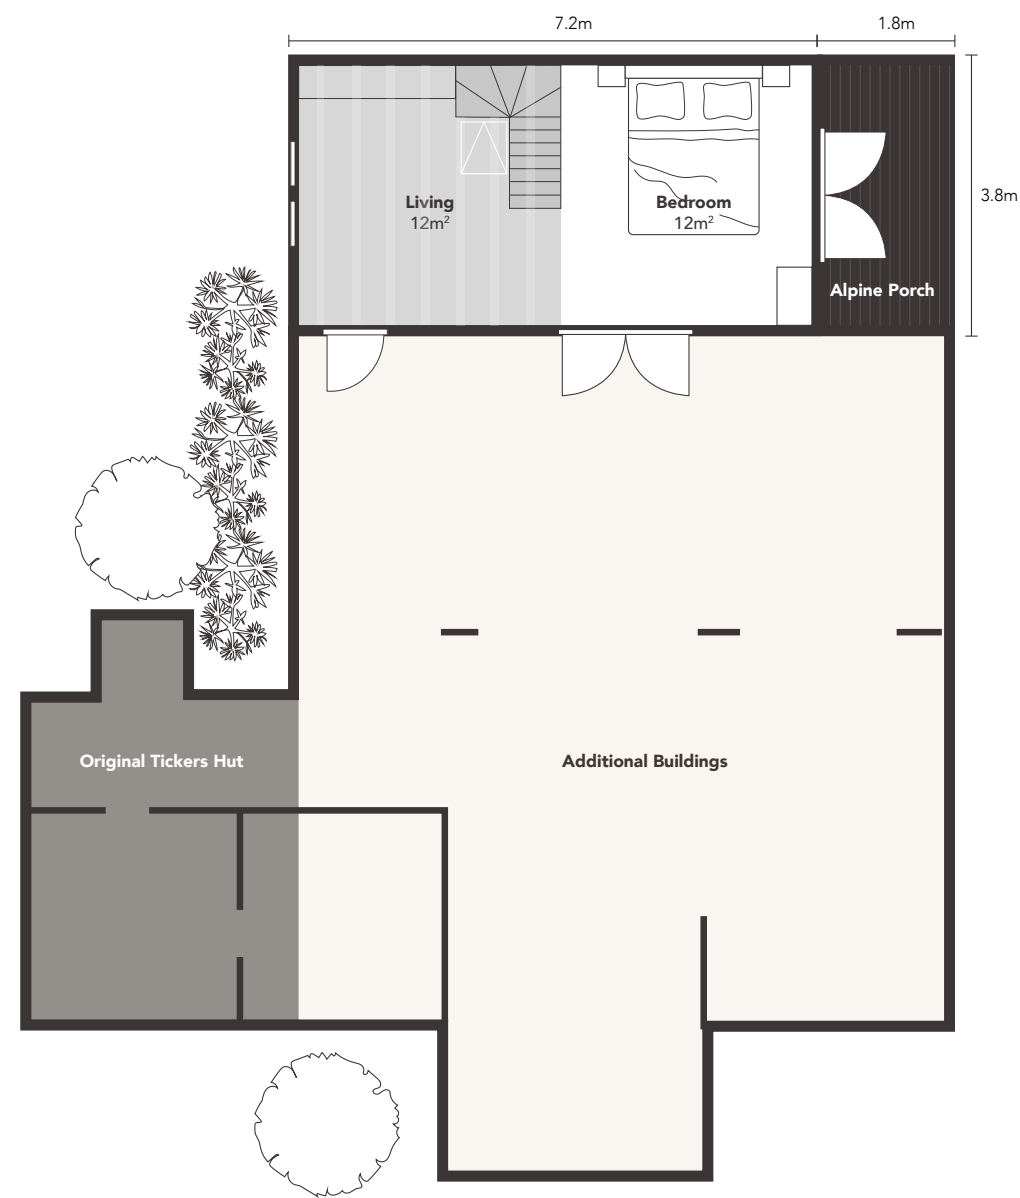 7.2m
1.8m
3.8m
Living
12m²
Bedroom
12m²
Alpine Porch
Original Tickers Hut
Additional Buildings